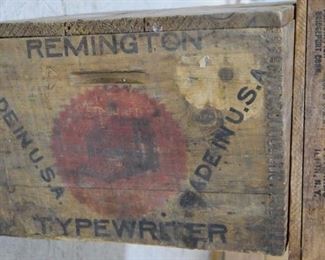 REMINGTON
MADE IN U.S.A
MADE IN U.S.A.
TYPEWRITER